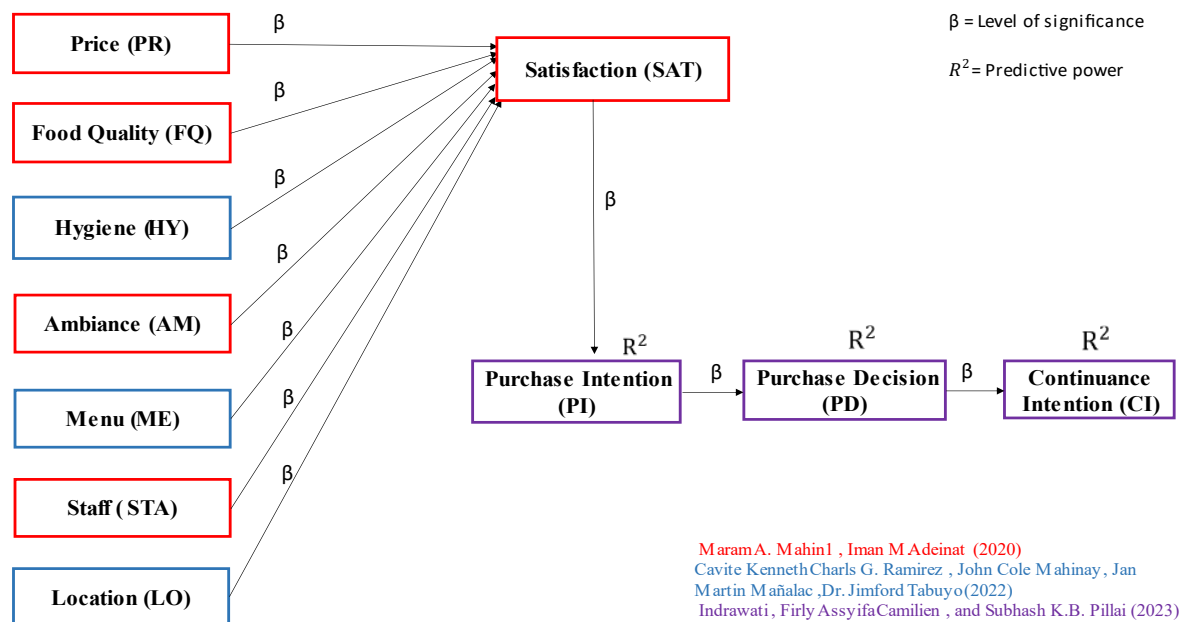 Price (PR)
β
Food Quality (FQ)
β
Hygiene (HY)
β
Ambiance (AM)
β
Menu (ME)
β
Staff ( STA)
β
Location (LO)
β
Satisfaction (SAT)
β
β = Level of significance
R² = Predictive power
R²
Purchase Intention
(PI)
β
R²
Purchase Decision
(PD)
β
R²
Continuance
Intention (CI)
Maram A. Mahin1 , Iman M Adeinat (2020)
Cavite Kenneth Charls G. Ramirez , John Cole Mahinay , Jan
Martin Mañalac ,Dr. Jimford Tabuyo (2022)
Indrawati , Firly Assyifa Camilien , and Subhash K.B. Pillai (2023)